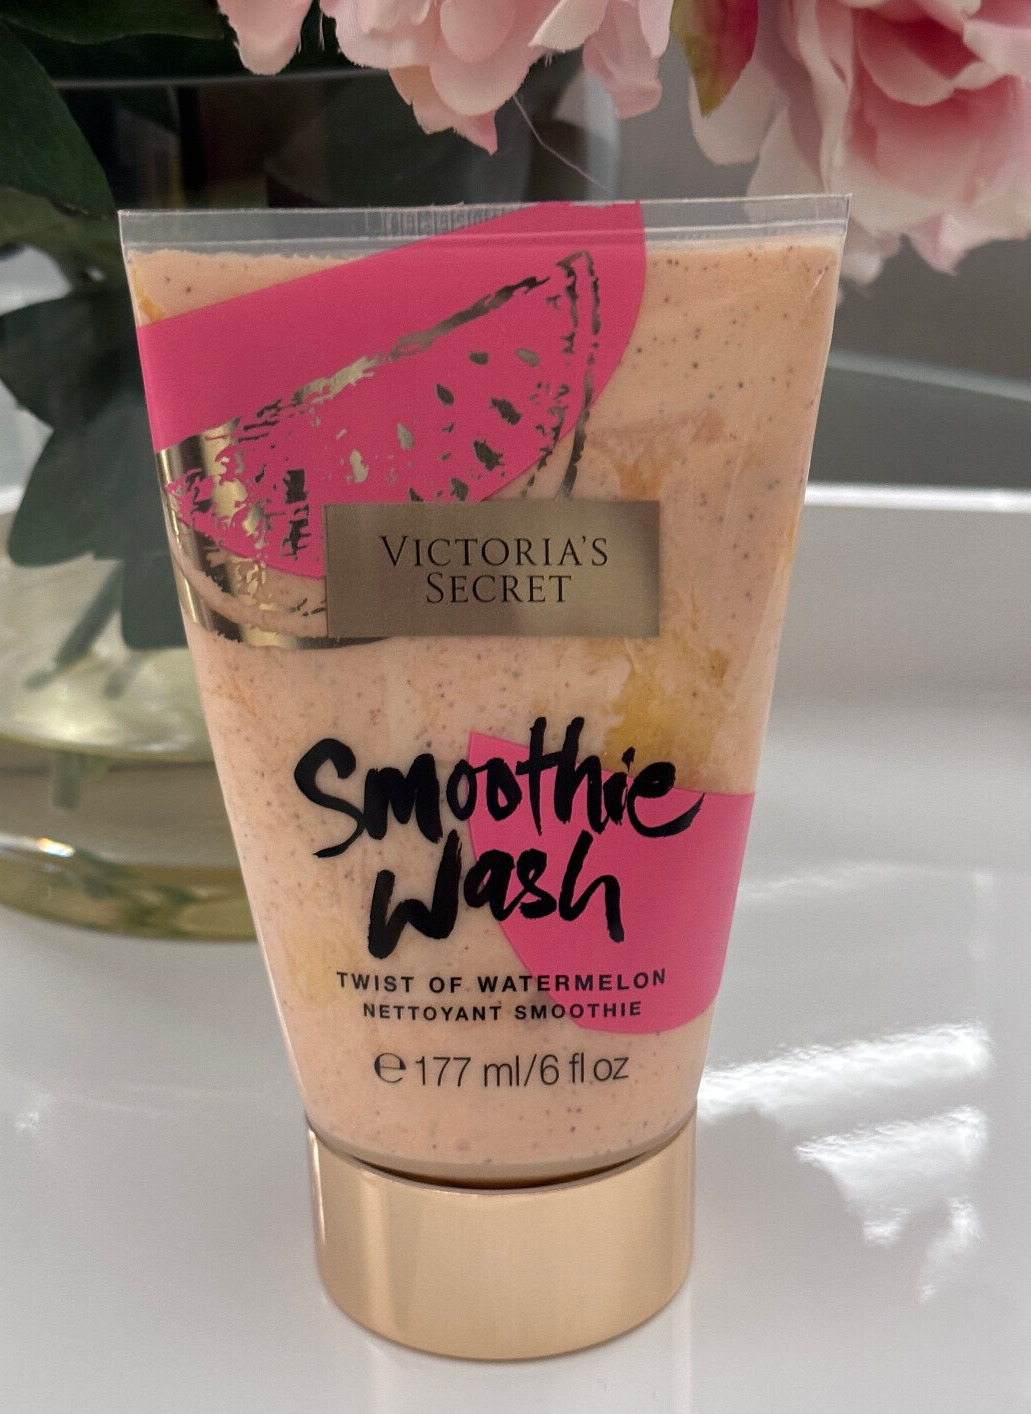 VICTORIA'S
SECRET
Smoothie
Wash
TWIST OF WATERMELON
NETTOYANT SMOOTHIE
℮ 177 ml/6 fl oz